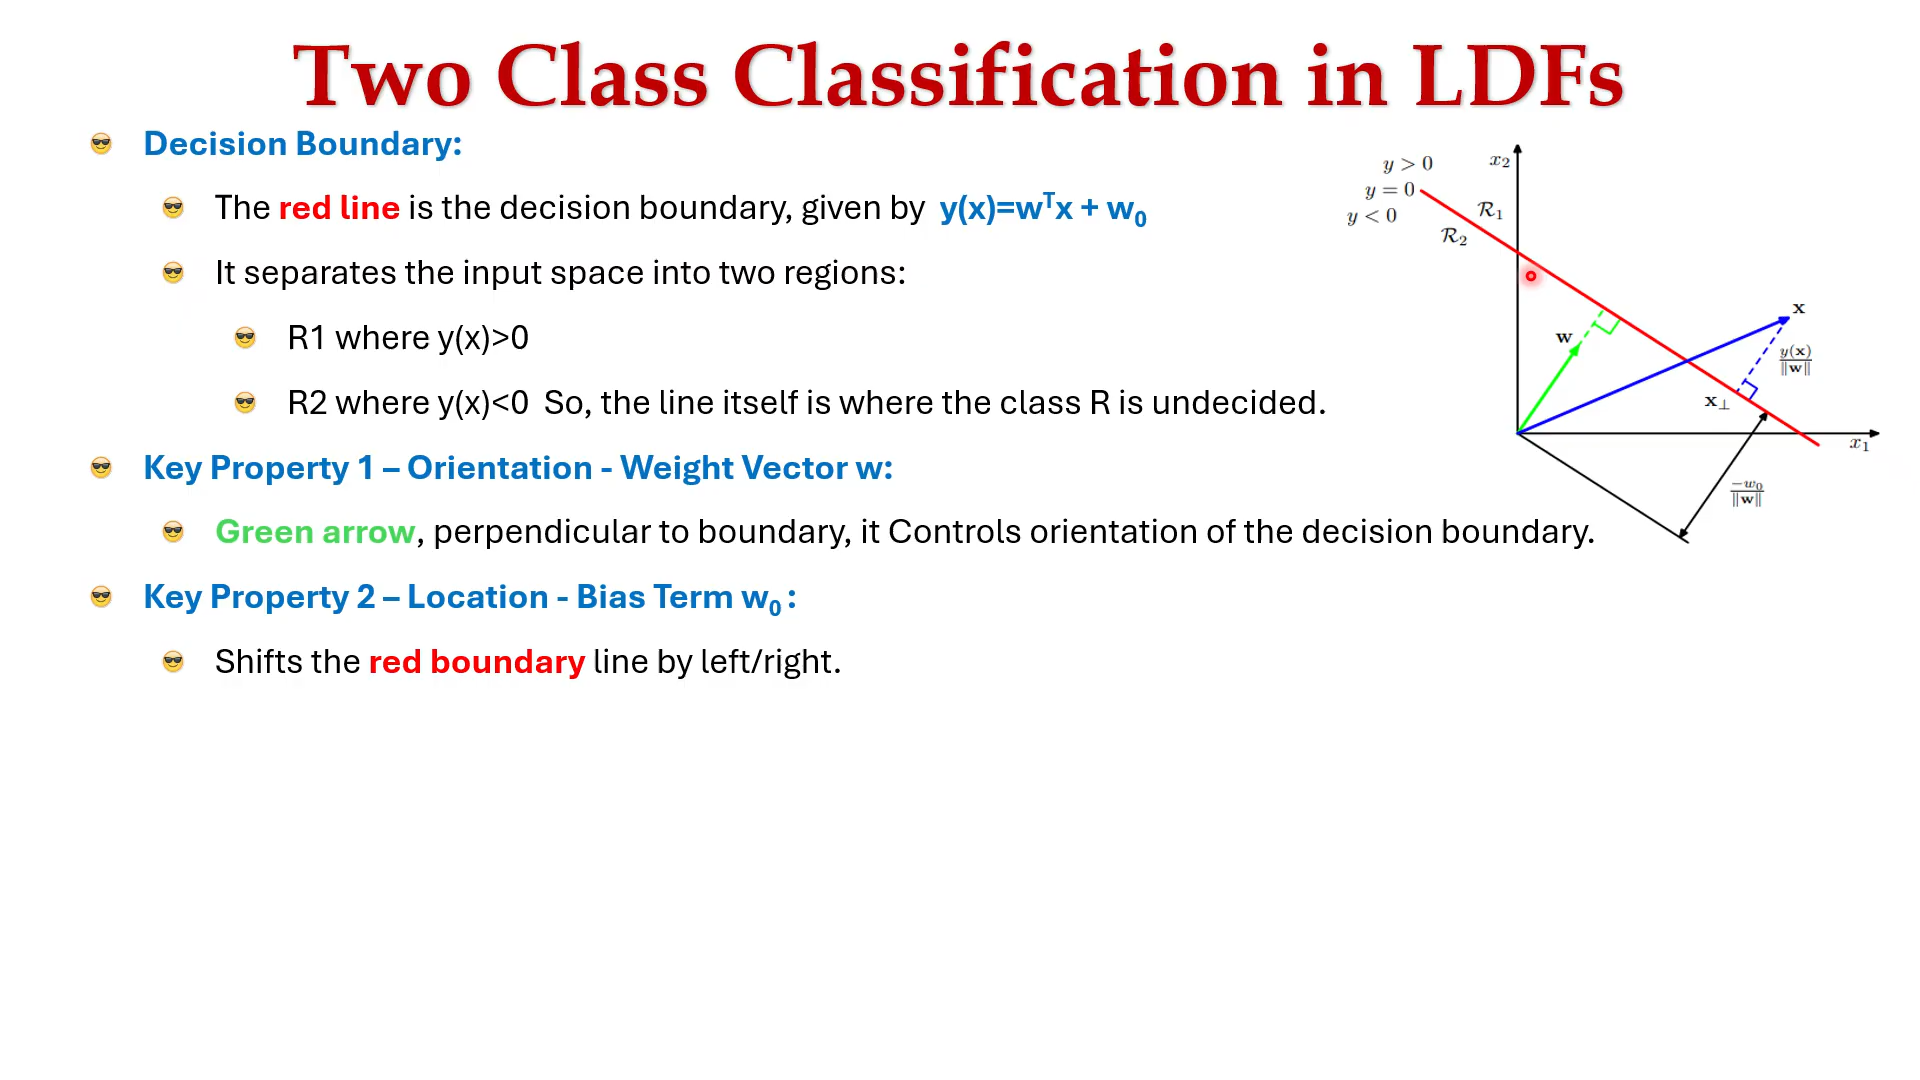 Two Class Classification in LDFs
Decision Boundary:
The red line is the decision boundary, given by y(x)=wᵀx + w₀
It separates the input space into two regions:
R1 where y(x)>0
R2 where y(x)<0 So, the line itself is where the class R is undecided.
Key Property 1 – Orientation - Weight Vector w:
Green arrow, perpendicular to boundary, it Controls orientation of the decision boundary.
Key Property 2 – Location - Bias Term w₀ :
Shifts the red boundary line by left/right.
y > 0
y = 0
y < 0
x₂
R₁
R₂
w
x
y(x)
‖w‖
x⊥
x₁
−w₀
‖w‖